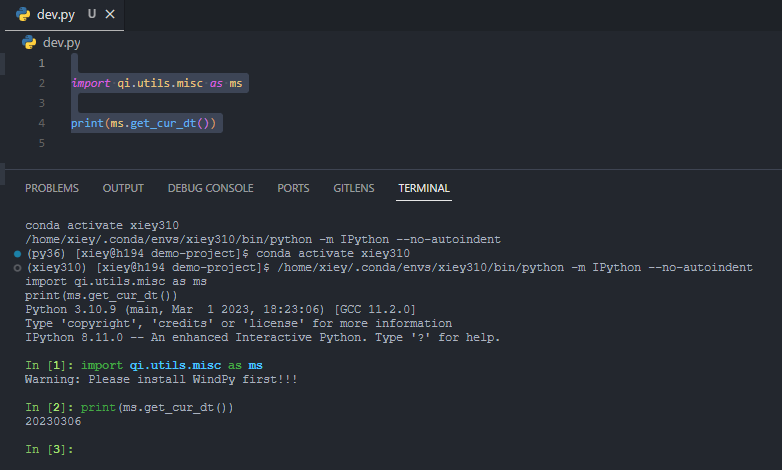 dev.py U ×
dev.py
1
2 import qi.utils.misc as ms
3
4 print(ms.get_cur_dt())
5
PROBLEMS OUTPUT DEBUG CONSOLE PORTS GITLENS TERMINAL
conda activate xiey310
/home/xiey/.conda/envs/xiey310/bin/python -m IPython --no-autoindent
(py36) [xiey@h194 demo-project]$ conda activate xiey310
(xiey310) [xiey@h194 demo-project]$ /home/xiey/.conda/envs/xiey310/bin/python -m IPython --no-autoindent
import qi.utils.misc as ms
print(ms.get_cur_dt())
Python 3.10.9 (main, Mar  1 2023, 18:23:06) [GCC 11.2.0]
Type 'copyright', 'credits' or 'license' for more information
IPython 8.11.0 -- An enhanced Interactive Python. Type '?' for help.
In [1]: import qi.utils.misc as ms
Warning: Please install WindPy first!!!
In [2]: print(ms.get_cur_dt())
20230306
In [3]: